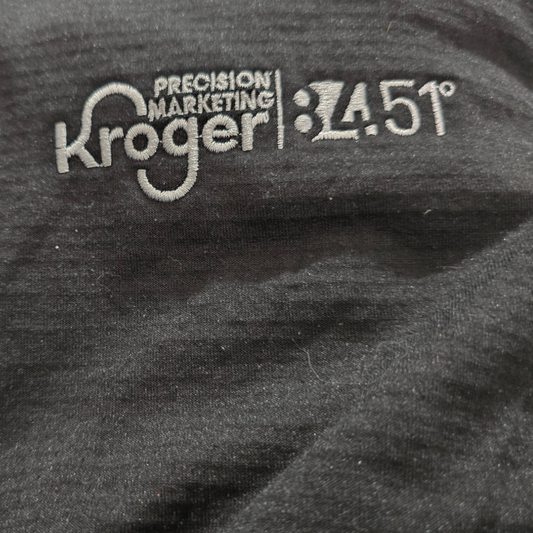 PRECISION
MARKETING
Kroger | 84.51°